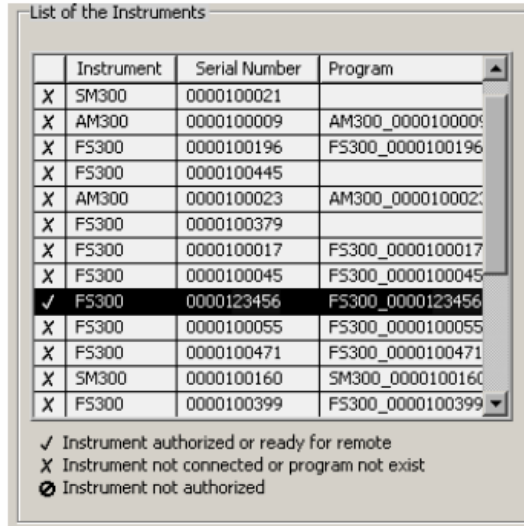 List of the Instruments
Instrument Serial Number Program
X SM300 0000100021
X AM300 0000100009 AM300_0000100009
X FS300 0000100196 FS300_0000100196
X FS300 0000100445
X AM300 0000100023 AM300_0000100023
X FS300 0000100379
X FS300 0000100017 FS300_0000100017
X FS300 0000100045 FS300_0000100045
✓ FS300 0000123456 FS300_0000123456
X FS300 0000100055 FS300_0000100055
X FS300 0000100471 FS300_0000100471
X SM300 0000100160 SM300_0000100160
X FS300 0000100399 FS300_0000100399
✓ Instrument authorized or ready for remote
X Instrument not connected or program not exist
Instrument not authorized